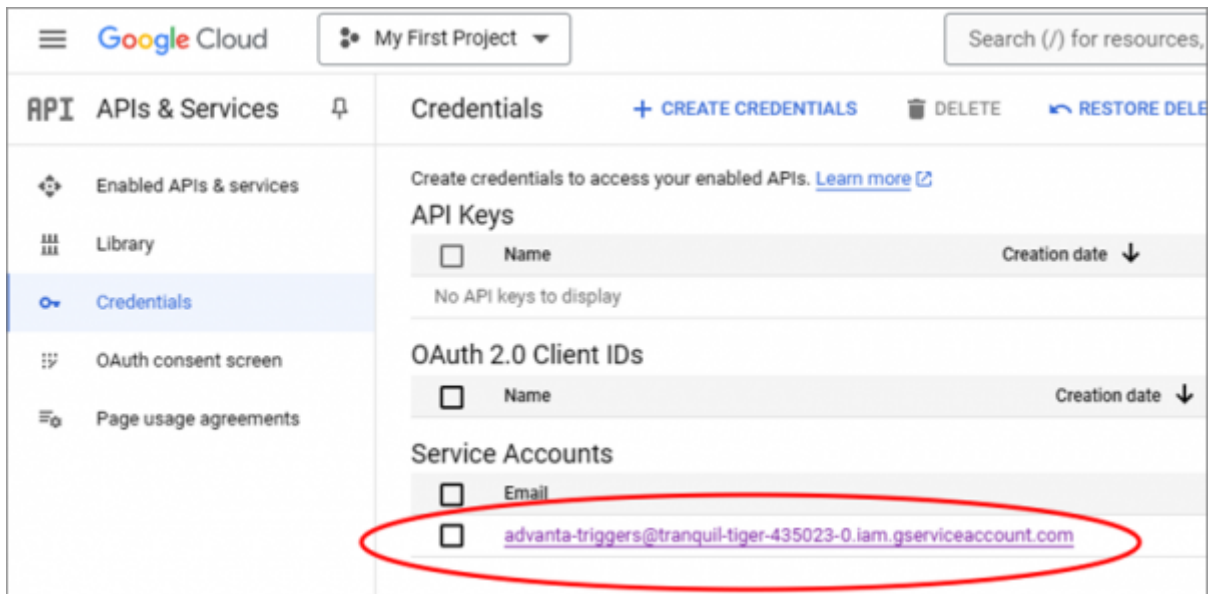 Google Cloud
My First Project
Search (/) for resources,
API APIs & Services
Credentials
+ CREATE CREDENTIALS
DELETE
RESTORE DELE
Enabled APIs & services
Library
Credentials
OAuth consent screen
Page usage agreements
Create credentials to access your enabled APIs. Learn more
API Keys
Name Creation date
No API keys to display
OAuth 2.0 Client IDs
Name Creation date
Service Accounts
Email
advanta-triggers@tranquil-tiger-435023-0.iam.gserviceaccount.com